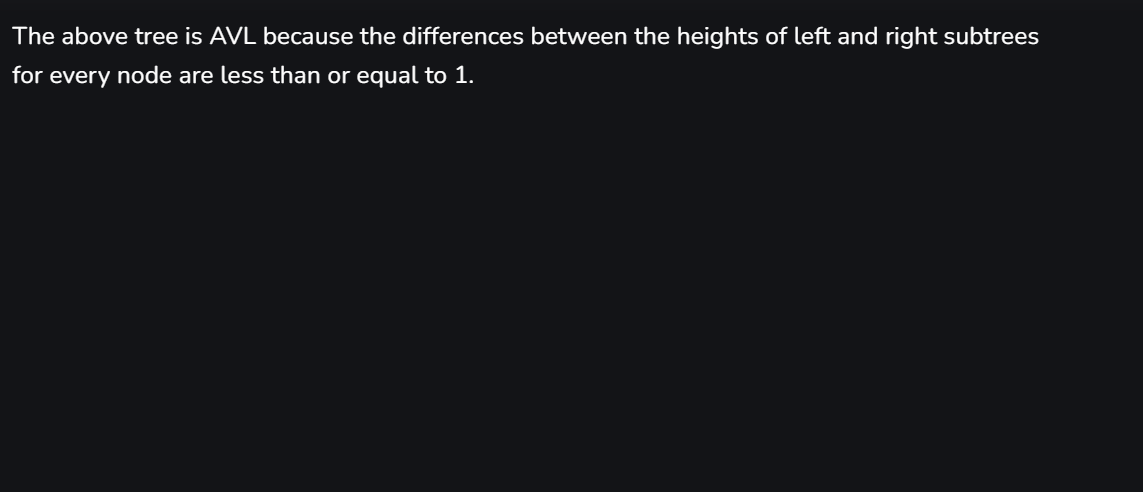 The above tree is AVL because the differences between the heights of left and right subtrees
for every node are less than or equal to 1.